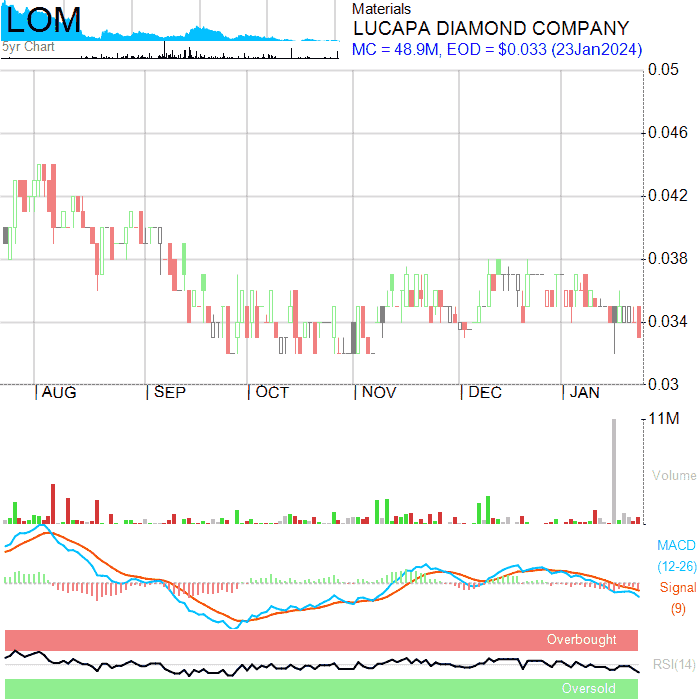 LOM
5yr Chart
Materials
LUCAPA DIAMOND COMPANY
MC = 48.9M, EOD = $0.033 (23Jan2024)
0.05
0.046
0.042
0.038
0.034
0.03
AUG SEP OCT NOV DEC JAN
11M
Volume
MACD
(12-26)
Signal
(9)
Overbought
RSI(14)
Oversold